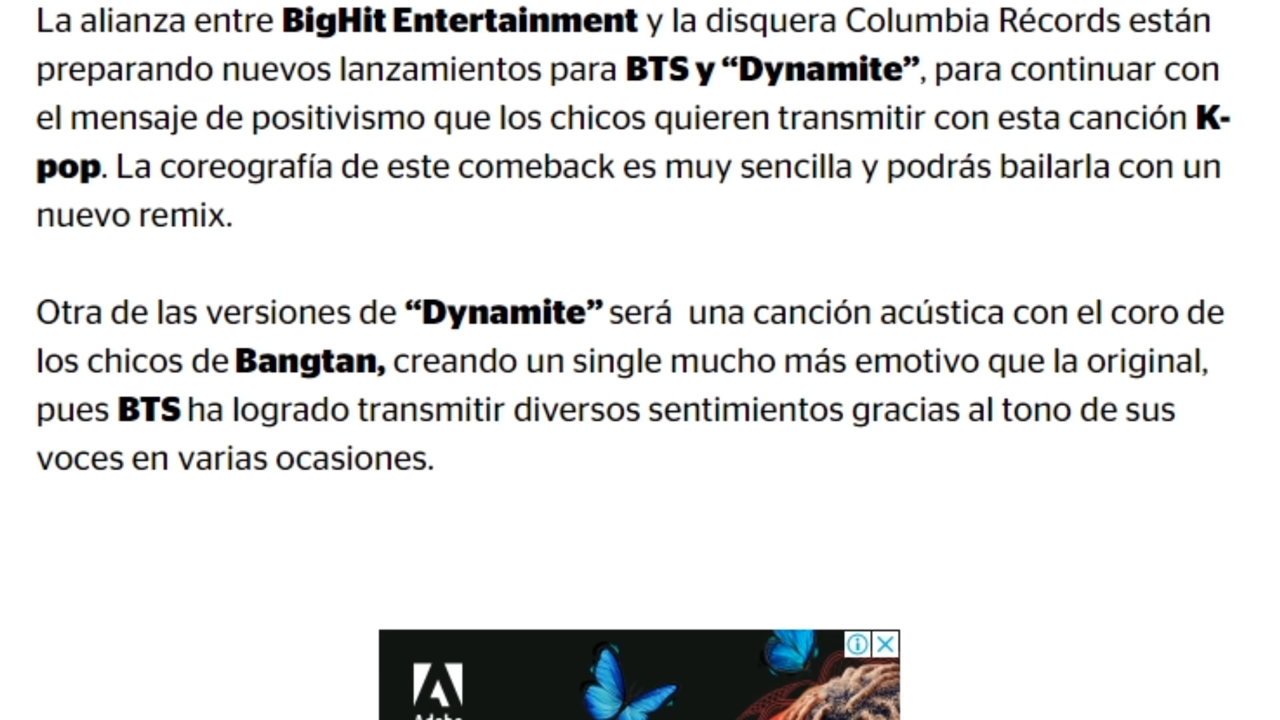 La alianza entre BigHit Entertainment y la disquera Columbia Récords están
preparando nuevos lanzamientos para BTS y “Dynamite”, para continuar con
el mensaje de positivismo que los chicos quieren transmitir con esta canción K-
pop. La coreografía de este comeback es muy sencilla y podrás bailarla con un
nuevo remix.
Otra de las versiones de “Dynamite” será  una canción acústica con el coro de
los chicos de Bangtan, creando un single mucho más emotivo que la original,
pues BTS ha logrado transmitir diversos sentimientos gracias al tono de sus
voces en varias ocasiones.
Adobe